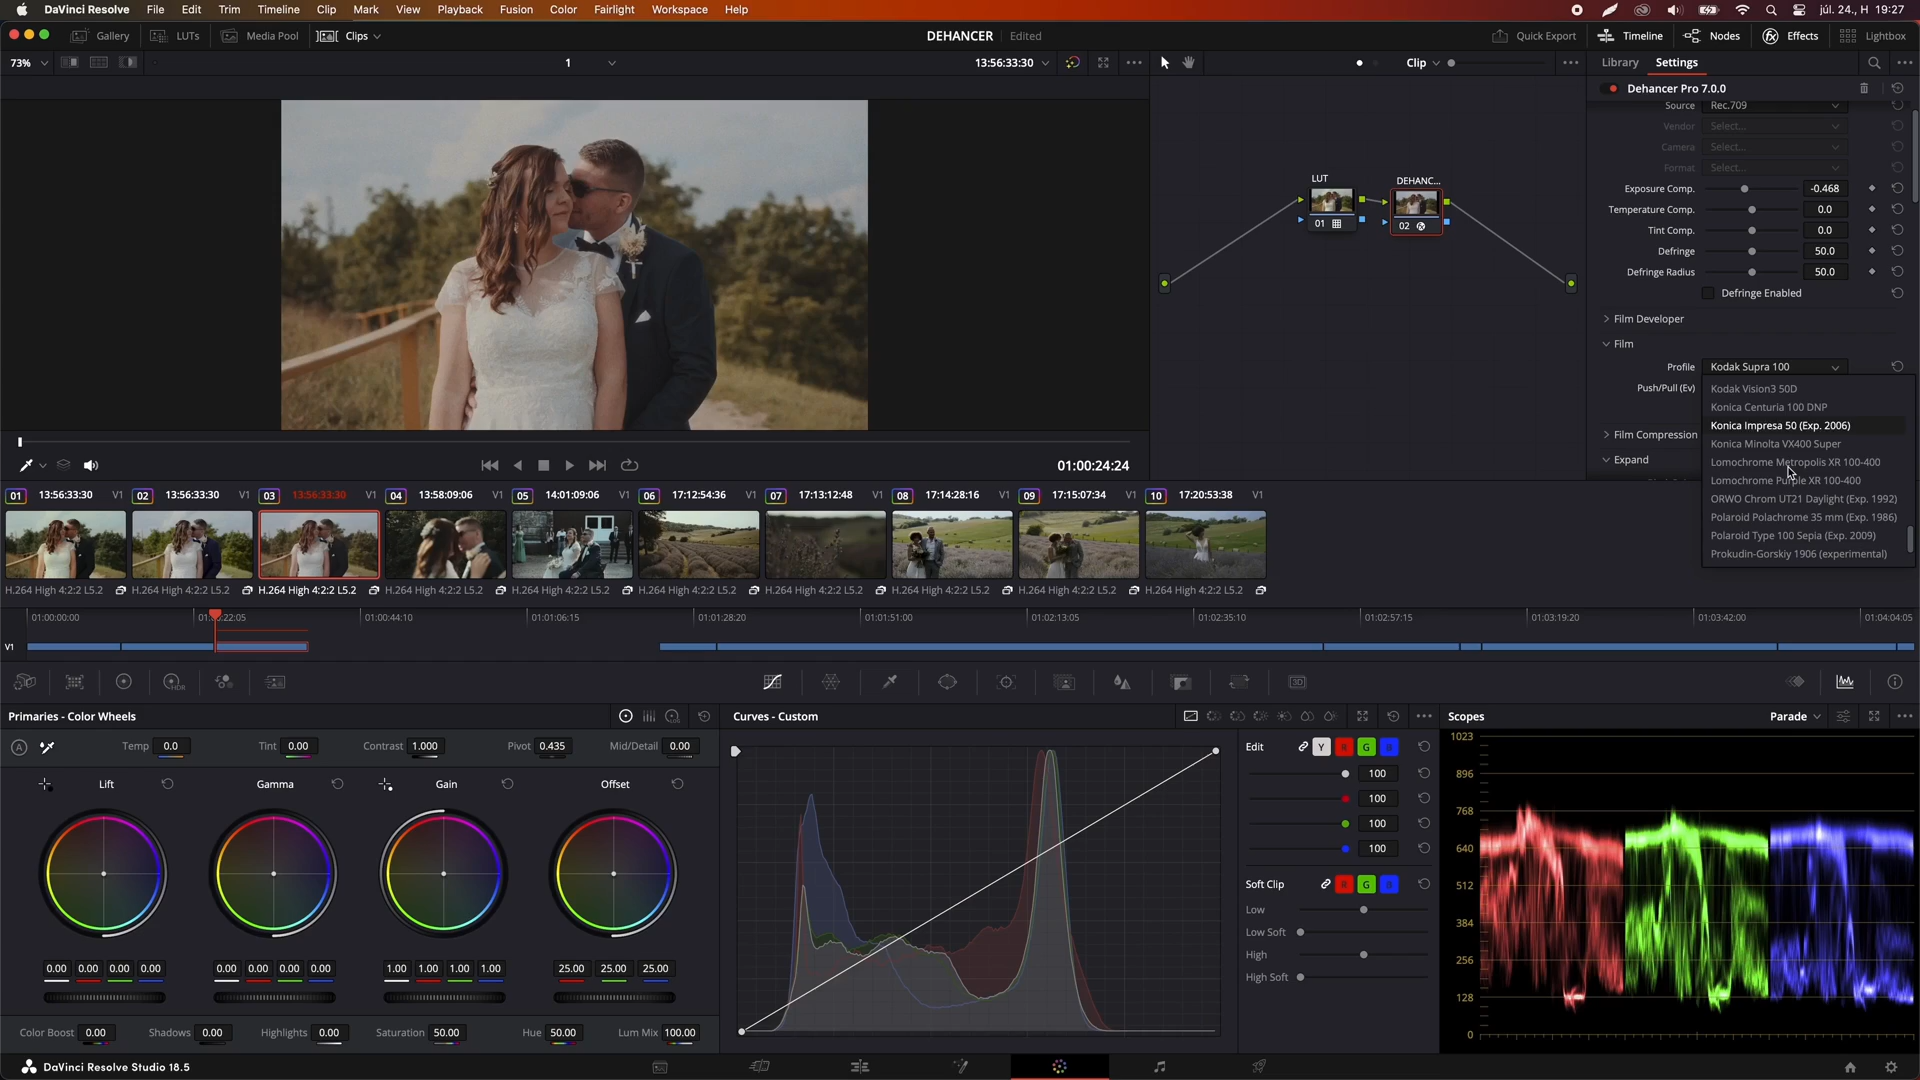 DaVinci Resolve File Edit Trim Timeline Clip Mark View Playback Fusion Color Fairlight Workspace Help júl. 24., H 19:27
Gallery LUTs Media Pool Clips DEHANCER Edited Quick Export Timeline Nodes Effects Lightbox
73% 1 13:56:33:30 Clip Library Settings
Dehancer Pro 7.0.0
Source Rec.709
Vendor Select...
Camera Select...
Format Select...
Exposure Comp. -0.468
Temperature Comp. 0.0
Tint Comp. 0.0
Defringe 50.0
Defringe Radius 50.0
Defringe Enabled
Film Developer
Film
Profile Kodak Supra 100
Push/Pull (Ev)
Film Compression
Expand
Kodak Vision3 50D
Konica Centuria 100 DNP
Konica Impresa 50 (Exp. 2006)
Konica Minolta VX400 Super
Lomochrome Metropolis XR 100-400
Lomochrome Purple XR 100-400
ORWO Chrom UT21 Daylight (Exp. 1992)
Polaroid Polachrome 35 mm (Exp. 1986)
Polaroid Type 100 Sepia (Exp. 2009)
Prokudin-Gorskiy 1906 (experimental)
LUT DEHANC...
01 02
01:00:24:24
01 13:56:33:30 V1 02 13:56:33:30 V1 03 13:56:33:30 V1 04 13:58:09:06 V1 05 14:01:09:06 V1 06 17:12:54:36 V1 07 17:13:12:48 V1 08 17:14:28:16 V1 09 17:15:07:34 V1 10 17:20:53:38 V1
H.264 High 4:2:2 L5.2 H.264 High 4:2:2 L5.2 H.264 High 4:2:2 L5.2 H.264 High 4:2:2 L5.2 H.264 High 4:2:2 L5.2 H.264 High 4:2:2 L5.2 H.264 High 4:2:2 L5.2 H.264 High 4:2:2 L5.2 H.264 High 4:2:2 L5.2 H.264 High 4:2:2 L5.2
01:00:00:00 01:00:44:10 01:01:06:15 01:01:28:20 01:01:51:00 01:02:13:05 01:02:35:10 01:02:57:15 01:03:19:20 01:03:42:00 01:04:04:05
V1
Primaries - Color Wheels Curves - Custom Scopes Parade
A Temp 0.0 Tint 0.00 Contrast 1.000 Pivot 0.435 Mid/Detail 0.00
Lift Gamma Gain Offset
0.00 0.00 0.00 0.00 0.00 0.00 0.00 0.00 1.00 1.00 1.00 1.00 25.00 25.00 25.00
Color Boost 0.00 Shadows 0.00 Highlights 0.00 Saturation 50.00 Hue 50.00 Lum Mix 100.00
Edit Y R G B
100
100
100
100
Soft Clip R G B
Low
Low Soft
High
High Soft
1023
896
768
640
512
384
256
128
0
DaVinci Resolve Studio 18.5